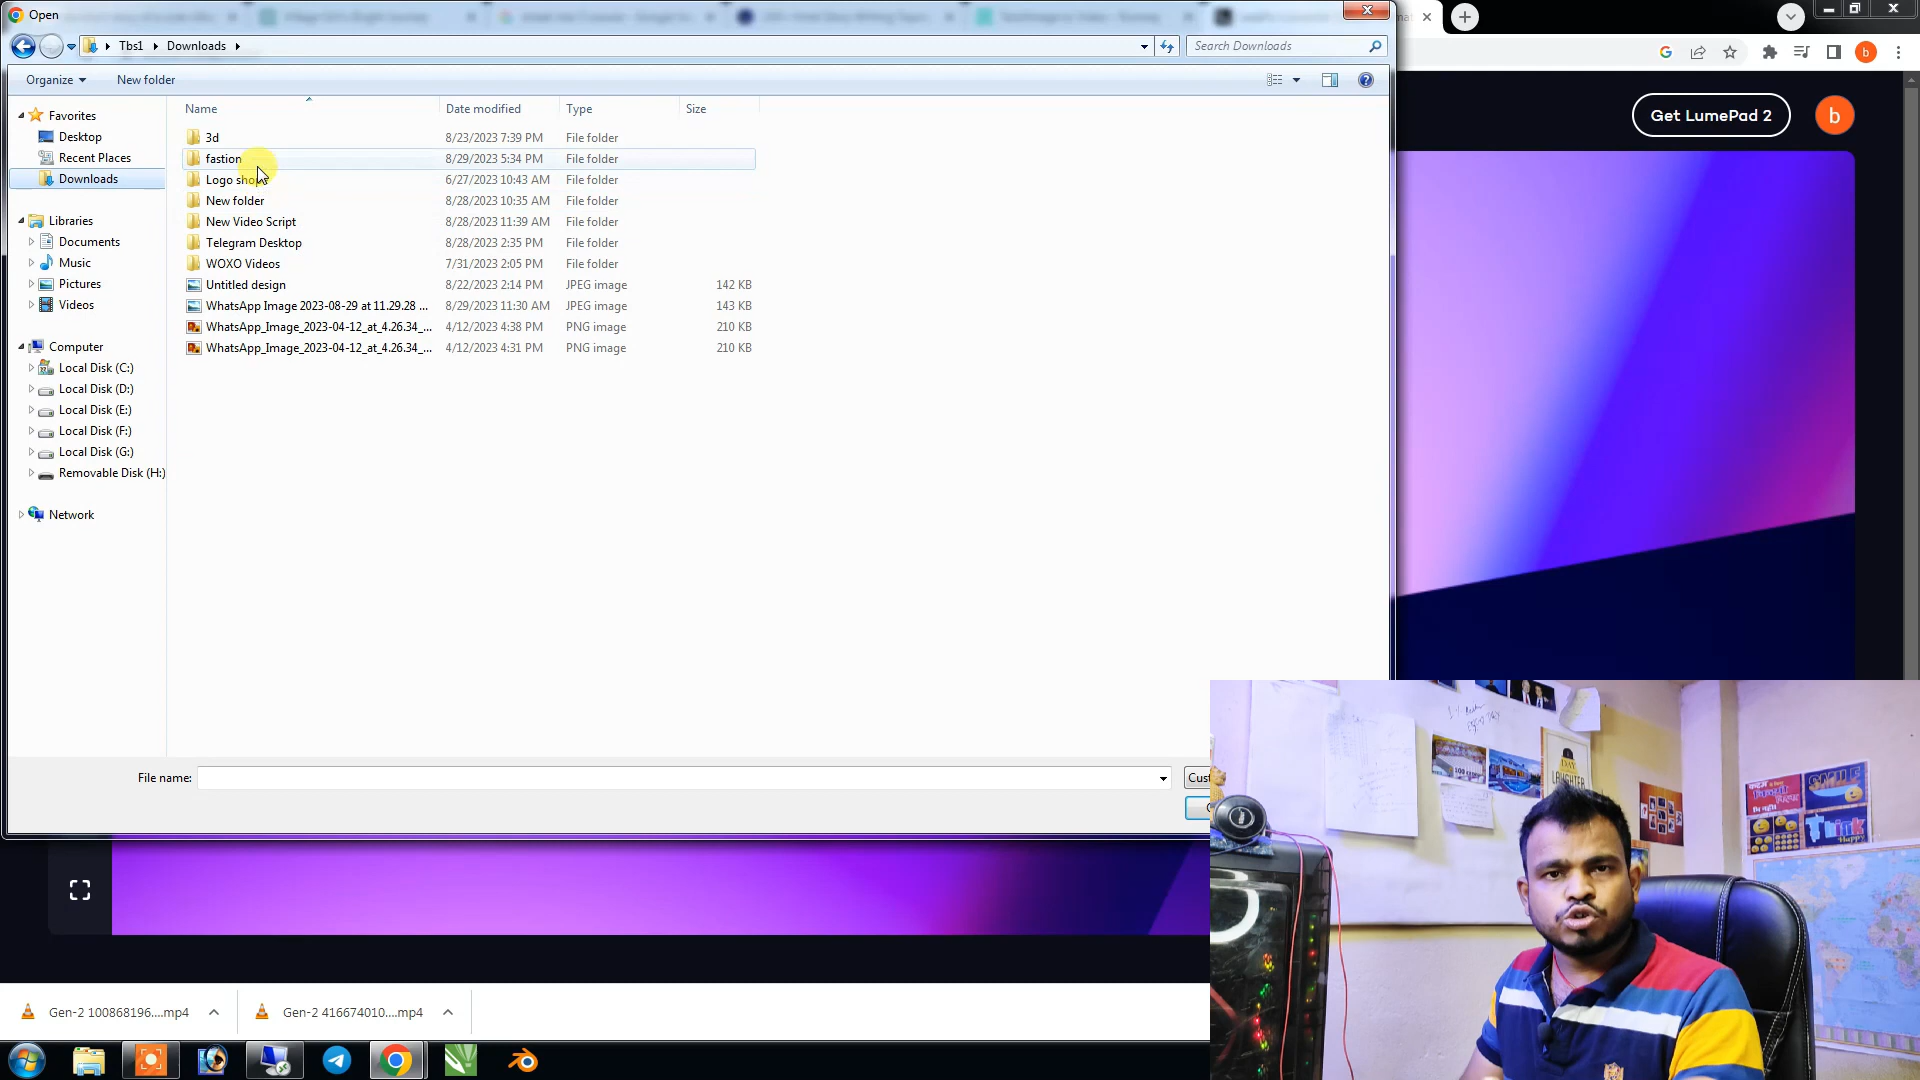 Open
Tbs1
Downloads
Search Downloads
Get LumePad 2
b
b
Organize
New folder
Name
Date modified
Type
Size
Favorites
Desktop
Recent Places
Downloads
Libraries
Documents
Music
Pictures
Videos
Computer
Local Disk (C:)
Local Disk (D:)
Local Disk (E:)
Local Disk (F:)
Local Disk (G:)
Removable Disk (H:)
Network
3d 8/23/2023 7:39 PM File folder
fastion 8/29/2023 5:34 PM File folder
Logo 6/27/2023 10:43 AM File folder
New folder 8/28/2023 10:35 AM File folder
New Video Script 8/28/2023 11:39 AM File folder
Telegram Desktop 8/28/2023 2:35 PM File folder
WOXO Videos 7/31/2023 2:05 PM File folder
Untitled design 8/22/2023 2:14 PM JPEG image 142 KB
WhatsApp Image 2023-08-29 at 11.29.28 ... 8/29/2023 11:30 AM JPEG image 143 KB
WhatsApp_Image_2023-04-12_at_4.26.34_... 4/12/2023 4:38 PM PNG image 210 KB
WhatsApp_Image_2023-04-12_at_4.26.34_... 4/12/2023 4:31 PM PNG image 210 KB
File name:
Cust
DAY
LAUGHTER
SMILE
Think
Happy
Gen-2 100868196....mp4
Gen-2 416674010....mp4